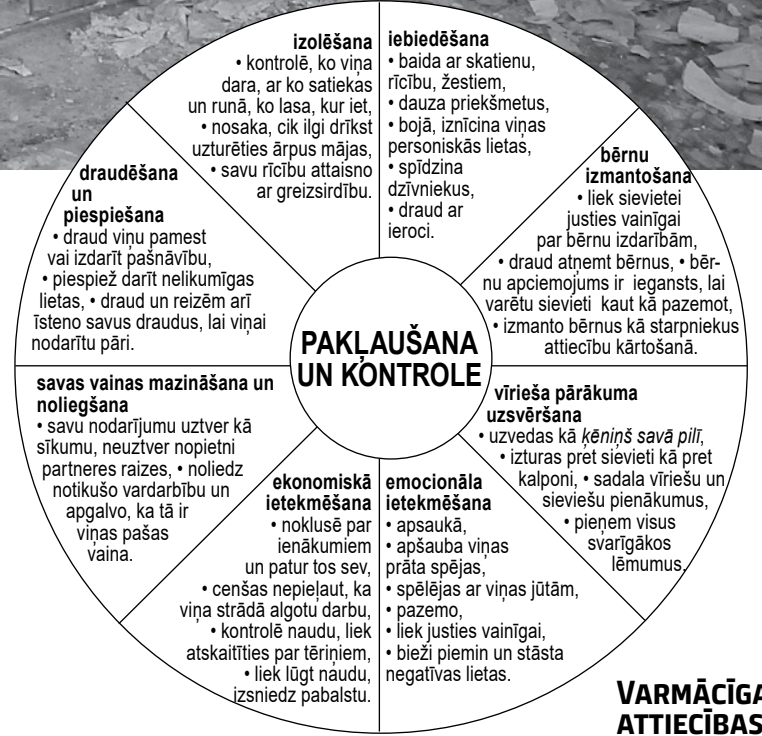 izolēšana
• kontrolē, ko viņa
dara, ar ko satiekas
un runā, ko lasa, kur iet,
• nosaka, cik ilgi drīkst
uzturēties ārpus mājas,
• savu rīcību attaisno
ar greizsirdību.
iebiedēšana
• baida ar skatienu,
rīcību, žestiem,
• dauza priekšmetus,
• bojā, iznīcina viņas
personiskās lietas,
• spīdzina
dzīvniekus,
• draud ar
ieroci.
bērnu
izmantošana
• liek sievietei
justies vainīgai
par bērnu izdarībām,
• draud atņemt bērnus, • bēr-
nu apciemojums ir iegansts, lai
varētu sievieti kaut kā pazemot,
• izmanto bērnus kā starpniekus
attiecību kārtošanā.
vīrieša pārākuma
uzsvēršana
• uzvedas kā ķēniņš savā pilī,
• izturas pret sievieti kā pret
kalponi, • sadala vīriešu un
sieviešu pienākumus,
• pieņem visus
svarīgākos
lēmumus.
emocionāla
ietekmēšana
• apsaukā,
• apšauba viņas
prāta spējas,
• spēlējas ar viņas jūtām,
• pazemo,
• liek justies vainīgai,
• bieži piemin un stāsta
negatīvas lietas.
ekonomiskā
ietekmēšana
• noklusē par
ienākumiem
un patur tos sev,
• cenšas nepieļaut, ka
viņa strādā algotu darbu,
• kontrolē naudu, liek
atskaitīties par tēriņiem,
• liek lūgt naudu,
izsniedz pabalstu.
savas vainas mazināšana un
noliegšana
• savu nodarījumu uztver kā
sīkumu, neuztver nopietni
partneres raizes, • noliedz
notikušo vardarbību un
apgalvo, ka tā ir
viņas pašas
vaina.
draudēšana
un
piespiešana
• draud viņu pamest
vai izdarīt pašnāvību,
• piespiež darīt nelikumīgas
lietas, • draud un reizēm arī
īsteno savus draudus, lai viņai
nodarītu pāri.
PAKĻAUŠANA
UN KONTROLE
VARMĀCĪGA
ATTIECĪBAS